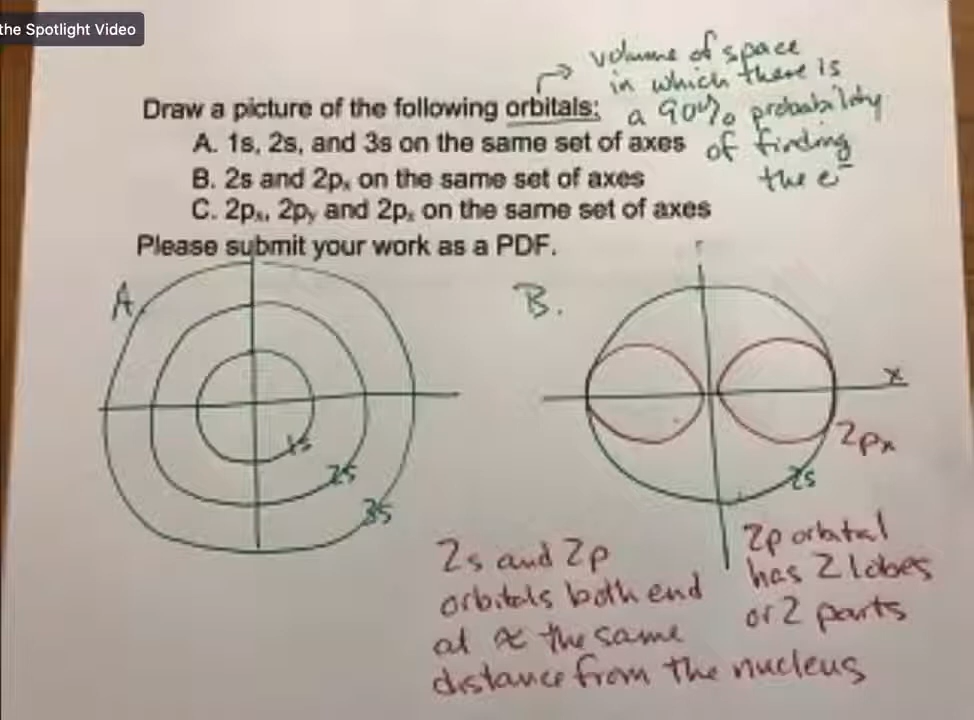 the Spotlight Video
volume of space
in which there is
a 90% probability
of finding
the e⁻
Draw a picture of the following orbitals:
A. 1s, 2s, and 3s on the same set of axes
B. 2s and 2pₓ on the same set of axes
C. 2pₓ, 2pᵧ and 2p on the same set of axes
Please submit your work as a PDF.
A.
1s
2s
3s
B.
x
2pₓ
2s
2s and 2p
orbitals both end
at ≈ the same
distance from the nucleus
2p orbital
has 2 lobes
or 2 parts